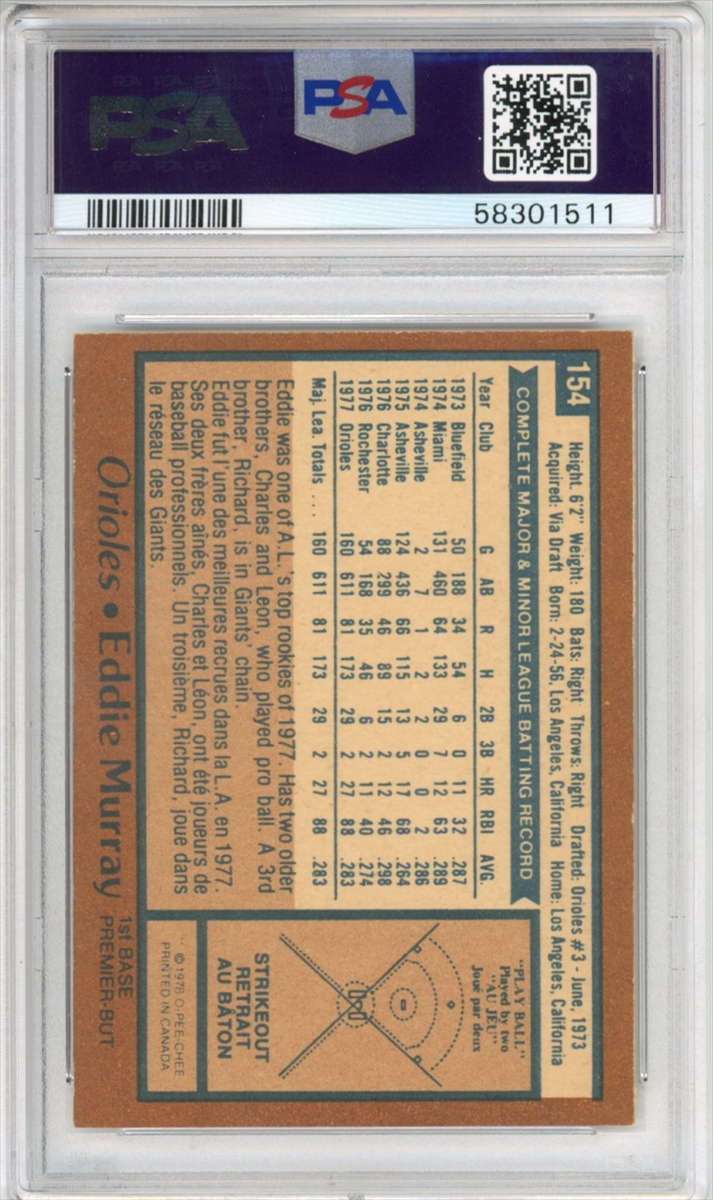 PSA
PSA
58301511
154
Height: 6'2" Weight: 180 Bats: Right Throws: Right Drafted: Orioles #3 - June, 1973
Acquired: Via Draft Born: 2-24-56, Los Angeles, California Home: Los Angeles, California
COMPLETE MAJOR & MINOR LEAGUE BATTING RECORD
Year Club G AB R H 2B 3B HR RBI AVG.
1973 Bluefield 50 188 34 54 6 0 11 32 .287
1974 Miami 131 460 64 133 29 7 12 63 .289
1974 Asheville 2 7 1 2 2 0 0 2 .286
1975 Asheville 124 436 66 115 13 5 17 68 .264
1976 Charlotte 88 299 46 89 15 2 12 46 .298
1976 Rochester 54 168 35 46 6 2 11 40 .274
1977 Orioles 160 611 81 173 29 2 27 88 .283
Maj. Lea. Totals ... 160 611 81 173 29 2 27 88 .283
Eddie was one of A.L.'s top rookies of 1977. Has two older
brothers, Charles and Leon, who played pro ball. A 3rd
brother, Richard, is in Giants' chain.
Eddie fut l'une des meilleures recrues dans la L.A. en 1977.
Ses deux frères aînés, Charles et Léon, ont été joueurs de
baseball professionnels. Un troisième, Richard, joue dans
le réseau des Giants.
"PLAY BALL"
Played by two
"AU JEU"
Joué par deux
STRIKEOUT
RETRAIT
AU BÂTON
** © 1978 O-PEE-CHEE
PRINTED IN CANADA
Orioles • Eddie Murray
1st BASE
PREMIER-BUT